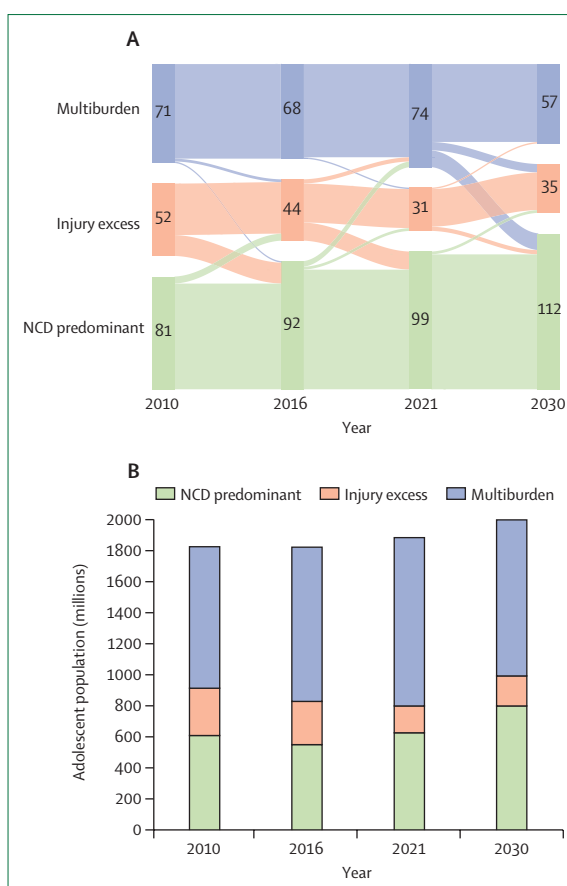 A
Multiburden
71
68
74
57
Injury excess
52
44
31
35
NCD predominant
81
92
99
112
2010
2016
2021
2030
Year
B
NCD predominant
Injury excess
Multiburden
Adolescent population (millions)
2000
1800
1600
1400
1200
1000
800
600
400
200
0
2010
2016
2021
2030
Year